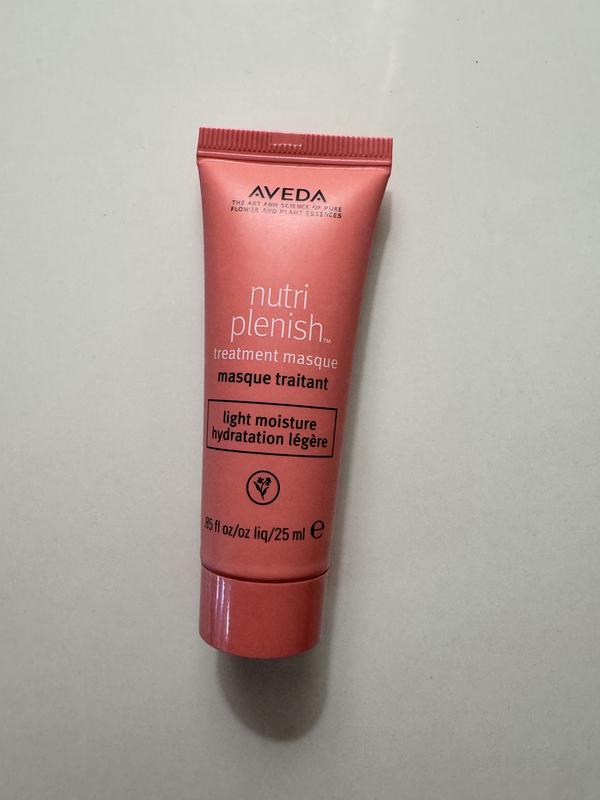 AVEDA
THE ART AND SCIENCE OF PURE
FLOWER AND PLANT ESSENCES
nutri
plenish™
treatment masque
masque traitant
light moisture
hydratation légère
.85 fl oz/oz liq/25 ml e